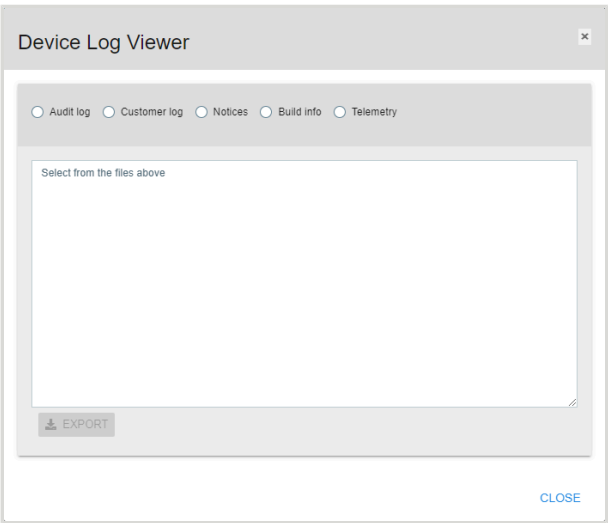 Device Log Viewer
×
Audit log Customer log Notices Build info Telemetry
Select from the files above
EXPORT
CLOSE